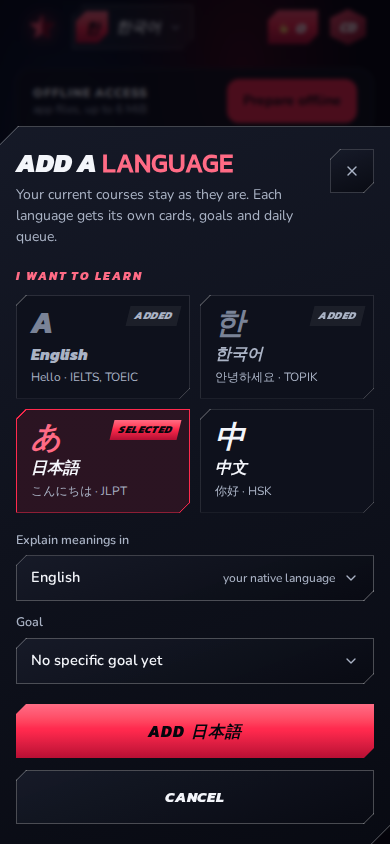 한국어
OFFLINE ACCESS
Prepare offline
ADD A LANGUAGE
Your current courses stay as they are. Each
language gets its own cards, goals and daily
queue.
I WANT TO LEARN
A
ADDED
English
Hello · IELTS, TOEIC
한
ADDED
한국어
안녕하세요 · TOPIK
あ
SELECTED
日本語
こんにちは · JLPT
中
中文
你好 · HSK
Explain meanings in
English
your native language
Goal
No specific goal yet
ADD 日本語
CANCEL